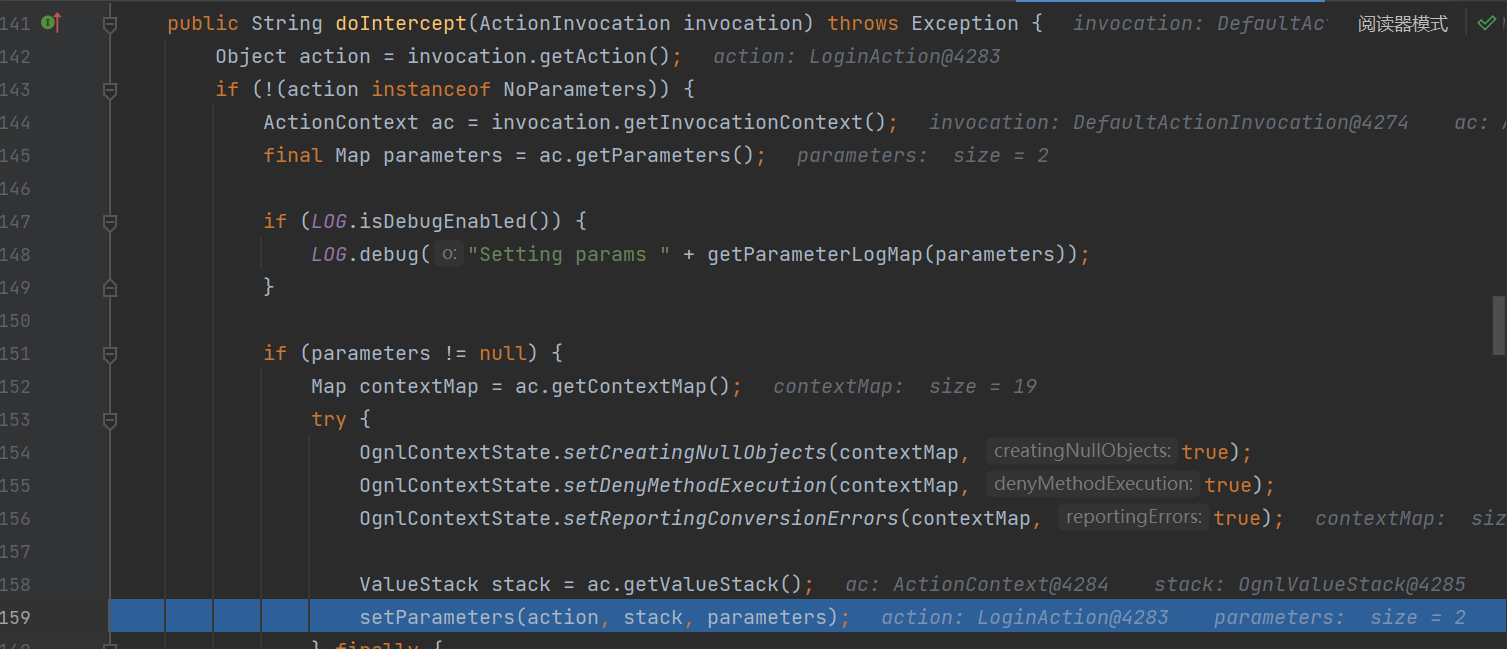 141 public String doIntercept(ActionInvocation invocation) throws Exception { invocation: DefaultAc 阅读器模式
142 Object action = invocation.getAction(); action: LoginAction@4283
143 if (!(action instanceof NoParameters)) {
144 ActionContext ac = invocation.getInvocationContext(); invocation: DefaultActionInvocation@4274 ac:
145 final Map parameters = ac.getParameters(); parameters: size = 2
146
147 if (LOG.isDebugEnabled()) {
148 LOG.debug( o: "Setting params " + getParameterLogMap(parameters));
149 }
150
151 if (parameters != null) {
152 Map contextMap = ac.getContextMap(); contextMap: size = 19
153 try {
154 OgnlContextState.setCreatingNullObjects(contextMap, creatingNullObjects: true);
155 OgnlContextState.setDenyMethodExecution(contextMap, denyMethodExecution: true);
156 OgnlContextState.setReportingConversionErrors(contextMap, reportingErrors: true); contextMap: siz
157
158 ValueStack stack = ac.getValueStack(); ac: ActionContext@4284 stack: OgnlValueStack@4285
159 setParameters(action, stack, parameters); action: LoginAction@4283 parameters: size = 2
160 } finally {